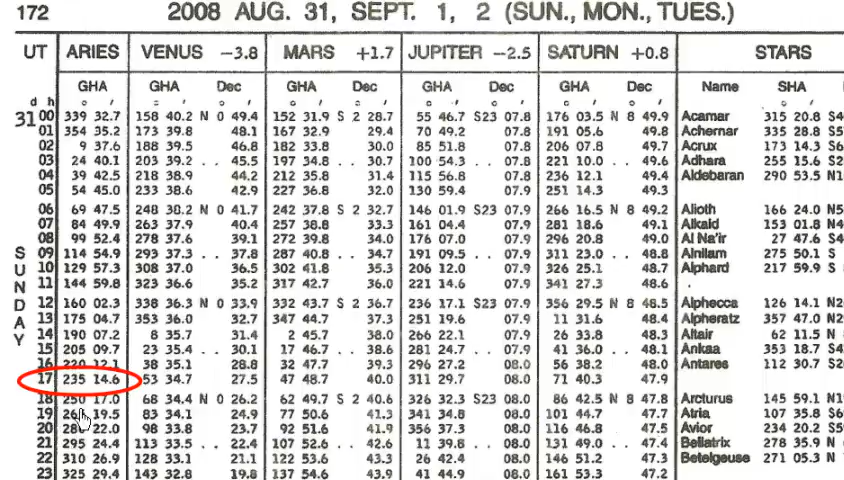 172 2008 AUG. 31, SEPT. 1, 2 (SUN., MON., TUES.)
UT ARIES VENUS −3.8 MARS +1.7 JUPITER −2.5 SATURN +0.8 STARS
GHA GHA Dec GHA Dec GHA Dec GHA Dec Name SHA
d h ° ′ ° ′ ° ′ ° ′ ° ′ ° ′
31 00 339 32.7 158 40.2 N 0 49.4 152 31.9 S 2 28.7 55 46.7 S23 07.8 176 03.5 N 8 49.9 Acamar 315 20.8 S4
01 354 35.2 173 39.8 48.1 167 32.9 29.4 70 49.2 07.8 191 05.6 49.8 Achernar 335 28.8 S5
02 9 37.6 188 39.5 46.8 182 33.8 30.0 85 51.8 07.8 206 07.8 49.7 Acrux 173 14.3 S6
03 24 40.1 203 39.2 . . 45.5 197 34.8 . . 30.7 100 54.3 . . 07.8 221 10.0 . . 49.6 Adhara 255 15.6 S2
04 39 42.5 218 38.9 44.2 212 35.8 31.4 115 56.8 07.8 236 12.1 49.4 Aldebaran 290 53.5 N1
05 54 45.0 233 38.6 42.9 227 36.8 32.0 130 59.4 07.9 251 14.3 49.3
06 69 47.5 248 38.2 N 0 41.7 242 37.8 S 2 32.7 146 01.9 S23 07.9 266 16.5 N 8 49.2 Alioth 166 24.0 N5
07 84 49.9 263 37.9 40.4 257 38.8 33.3 161 04.4 07.9 281 18.6 49.1 Alkaid 153 01.8 N4
08 99 52.4 278 37.6 39.1 272 39.8 34.0 176 07.0 07.9 296 20.8 49.0 Al Na'ir 27 47.6 S4
S 09 114 54.9 293 37.3 . . 37.8 287 40.8 . . 34.7 191 09.5 . . 07.9 311 23.0 . . 48.8 Alnilam 275 50.1 S
U 10 129 57.3 308 37.0 36.5 302 41.8 35.3 206 12.0 07.9 326 25.1 48.7 Alphard 217 59.9 S
N 11 144 59.8 323 36.6 35.2 317 42.7 36.0 221 14.6 07.9 341 27.3 48.6
D 12 160 02.3 338 36.3 N 0 33.9 332 43.7 S 2 36.7 236 17.1 S23 07.9 356 29.5 N 8 48.5 Alphecca 126 14.1 N2
A 13 175 04.7 353 36.0 32.7 347 44.7 37.3 251 19.6 07.9 11 31.6 48.4 Alpheratz 357 47.0 N2
Y 14 190 07.2 8 35.7 31.4 2 45.7 38.0 266 22.1 07.9 26 33.8 48.3 Altair 62 11.5 N
15 205 09.7 23 35.4 . . 30.1 17 46.7 . . 38.6 281 24.7 . . 07.9 41 36.0 . . 48.1 Ankaa 353 18.7 S4
16 220 12.1 38 35.1 28.8 32 47.7 39.3 296 27.2 08.0 56 38.2 48.0 Antares 112 30.7 S2
17 235 14.6 53 34.7 27.5 47 48.7 40.0 311 29.7 08.0 71 40.3 47.9
18 250 17.0 68 34.4 N 0 26.2 62 49.7 S 2 40.6 326 32.3 S23 08.0 86 42.5 N 8 47.8 Arcturus 145 59.1 N1
19 19.5 83 34.1 24.9 77 50.6 41.3 341 34.8 08.0 101 44.7 47.7 Atria 107 35.8 S6
20 22.0 98 33.8 23.7 92 51.6 41.9 356 37.3 08.0 116 46.8 47.5 Avior 234 20.2 S5
21 295 24.4 113 33.5 . . 22.4 107 52.6 . . 42.6 11 39.8 . . 08.0 131 49.0 . . 47.4 Bellatrix 278 35.9 N
22 310 26.9 128 33.1 21.1 122 53.6 43.3 26 42.4 08.0 146 51.2 47.3 Betelgeuse 271 05.3 N
23 325 29.4 143 32.8 19.8 137 54.6 43.9 41 44.9 08.0 161 53.3 47.2